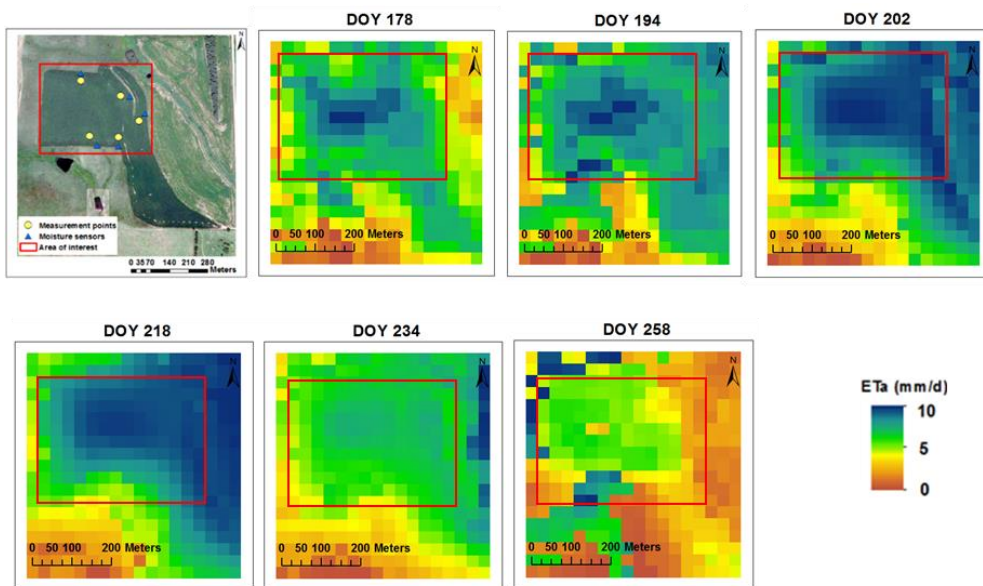 DOY 178
DOY 194
DOY 202
N
N
N
N
Measurement points
Moisture sensors
Area of interest
0 35 70 140 210 280
Meters
0 50 100 200 Meters
0 50 100 200 Meters
0 50 100 200 Meters
DOY 218
DOY 234
DOY 258
N
N
N
0 50 100 200 Meters
0 50 100 200 Meters
0 50 100 200 Meters
ETa (mm/d)
10
5
0